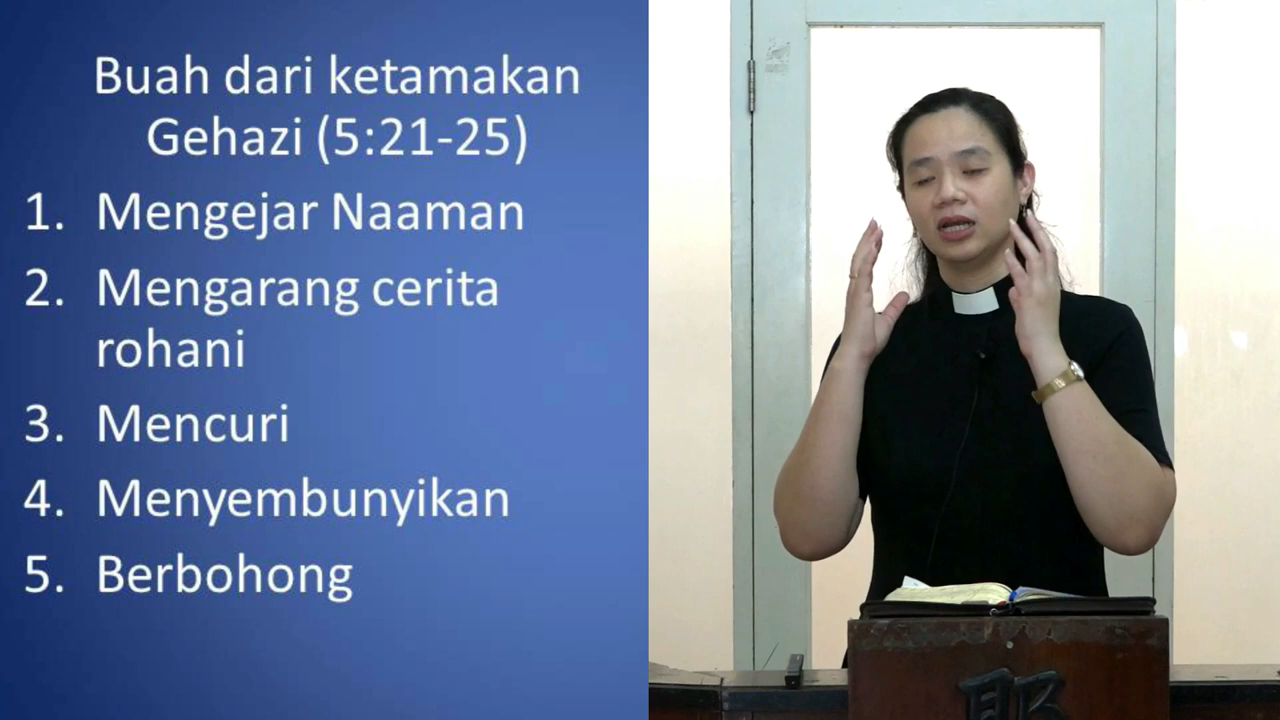 Buah dari ketamakan
Gehazi (5:21-25)
1. Mengejar Naaman
2. Mengarang cerita
rohani
3. Mencuri
4. Menyembunyikan
5. Berbohong
耶